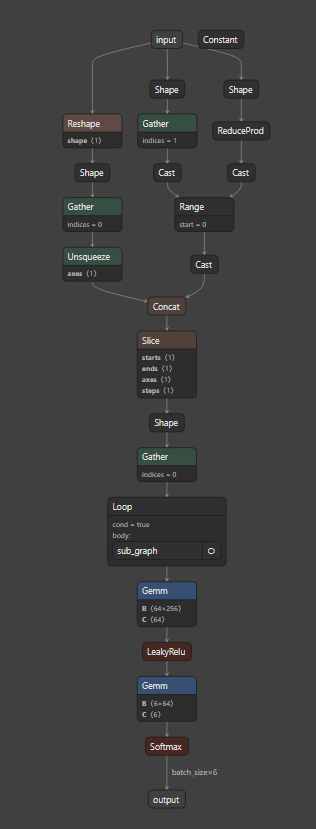 input
Constant
Shape
Shape
Reshape
shape ⟨1⟩
Gather
indices = 1
ReduceProd
Shape
Cast
Cast
Gather
indices = 0
Range
start = 0
Unsqueeze
axes ⟨1⟩
Cast
Concat
Slice
starts ⟨1⟩
ends ⟨1⟩
axes ⟨1⟩
steps ⟨1⟩
Shape
Gather
indices = 0
Loop
cond = true
body:
sub_graph
Gemm
B ⟨64×256⟩
C ⟨64⟩
LeakyRelu
Gemm
B ⟨6×64⟩
C ⟨6⟩
Softmax
batch_size×6
output